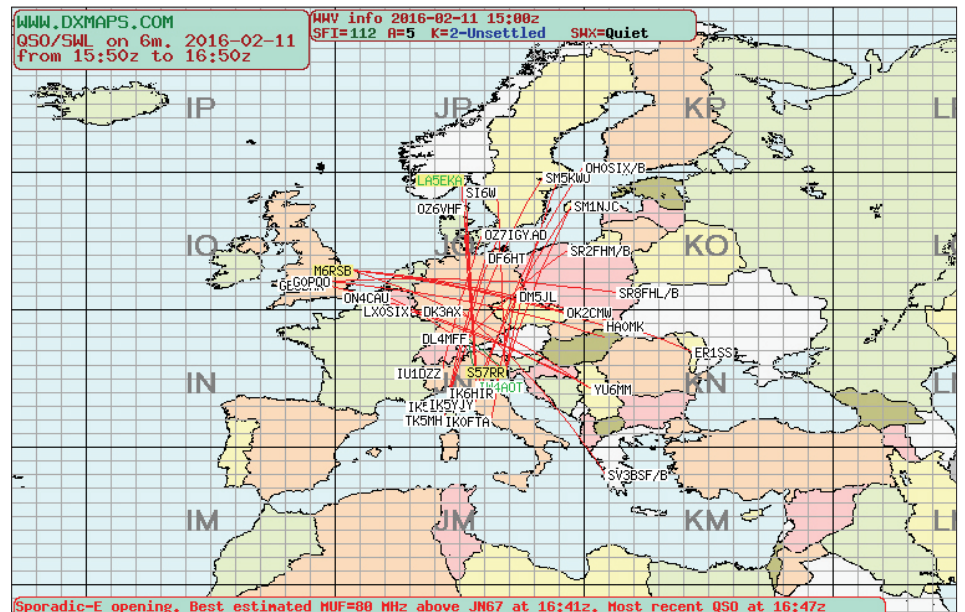 WWW.DXMAPS.COM
QSO/SWL on 6m. 2016-02-11
from 15:50z to 16:50z
WWV info 2016-02-11 15:00z
SFI=112 A=5 K=2-Unsettled SWX=Quiet
IP
JP
KP
LA5EKA
SI6W
SM5KWU
OH0SIX/B
OZ6VHF
SM1NJC
OZ7IGY
IO
JO
KO
DF6HT
SR2FHM/B
M6RSB
G0PQO
ON4CAU
DM5JL
SR8FHL/B
LX0SIX
DK3AX
OK2CMW
HA0MK
DL4MFF
ER1SS
IU1DZZ
S57RR
IN
JN
KN
IW4AOT
YU6MM
IK6HIR
IK5YJY
TK5MH
IK0FTA
SV3BSF/B
IM
JM
KM
Sporadic-E opening. Best estimated MUF=80 MHz above JN67 at 16:41z. Most recent QSO at 16:47z